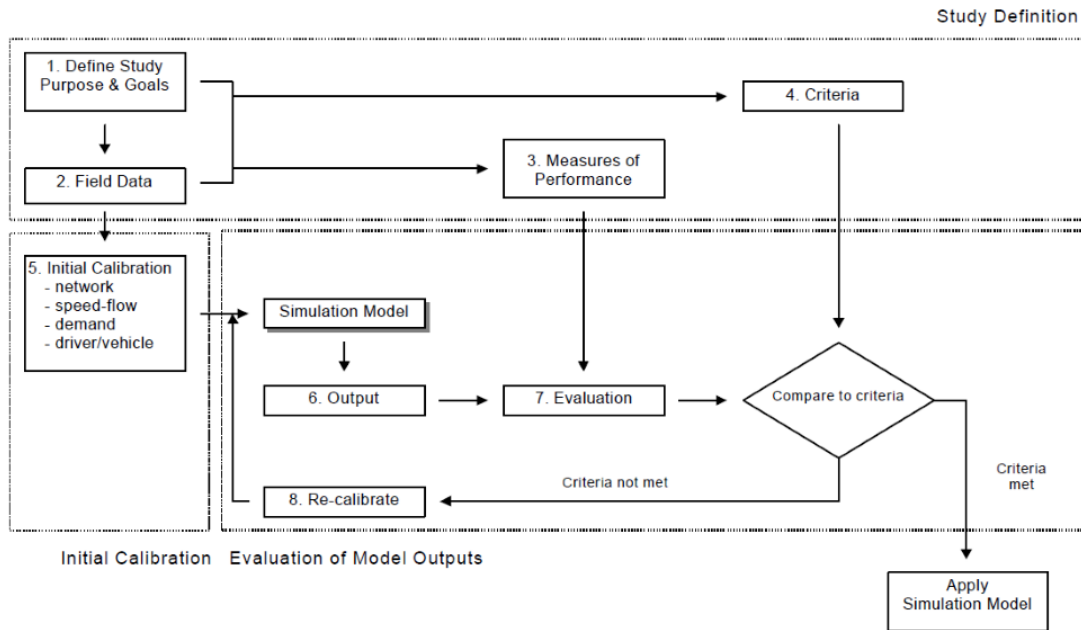 Study Definition
1. Define Study
Purpose & Goals
4. Criteria
3. Measures of
Performance
2. Field Data
5. Initial Calibration
- network
- speed-flow
- demand
- driver/vehicle
Simulation Model
6. Output
7. Evaluation
Compare to criteria
Criteria not met
Criteria
met
8. Re-calibrate
Initial Calibration
Evaluation of Model Outputs
Apply
Simulation Model